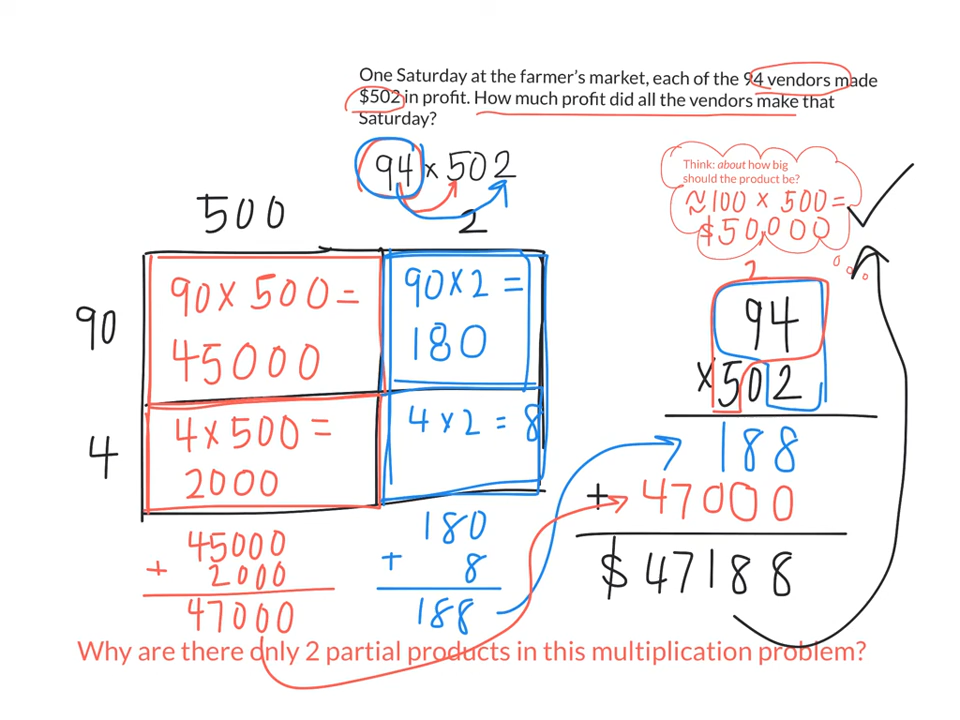 One Saturday at the farmer's market, each of the 94 vendors made
$502 in profit. How much profit did all the vendors make that
Saturday?
94 × 502
Think: about how big
should the product be?
≈100 × 500 =
$50,000
500 2
90
90 × 500 =
45000
90 × 2 =
180
4
4 × 500 =
2000
4 × 2 = 8
45000
+ 2000
47000
180
+ 8
188
2
94
× 502
188
+ 47000
$47188
Why are there only 2 partial products in this multiplication problem?